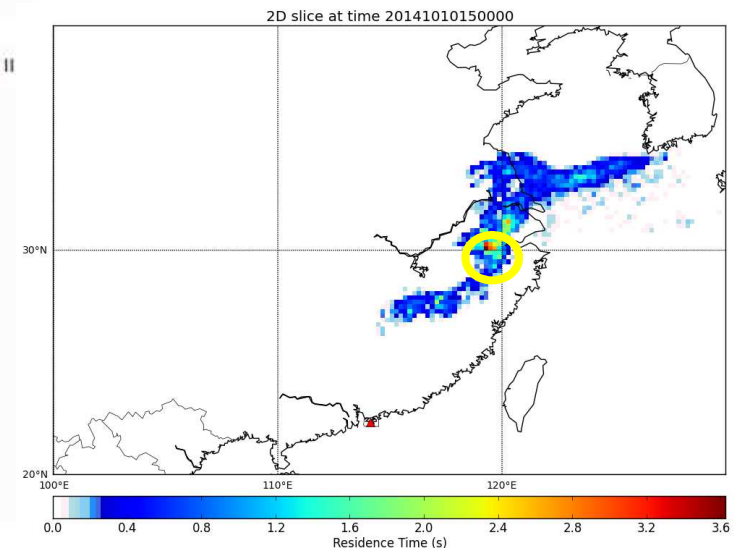 2D slice at time 20141010150000
30°N
20°N
100°E 110°E 120°E
0.0 0.4 0.8 1.2 1.6 2.0 2.4 2.8 3.2 3.6
Residence Time (s)